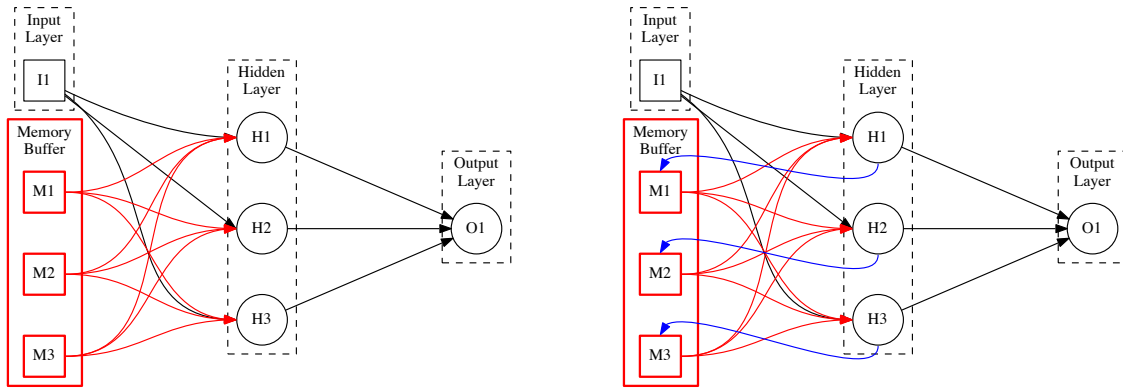 Input
Layer
I1
Memory
Buffer
M1
M2
M3
Hidden
Layer
H1
H2
H3
Output
Layer
O1
Input
Layer
I1
Memory
Buffer
M1
M2
M3
Hidden
Layer
H1
H2
H3
Output
Layer
O1